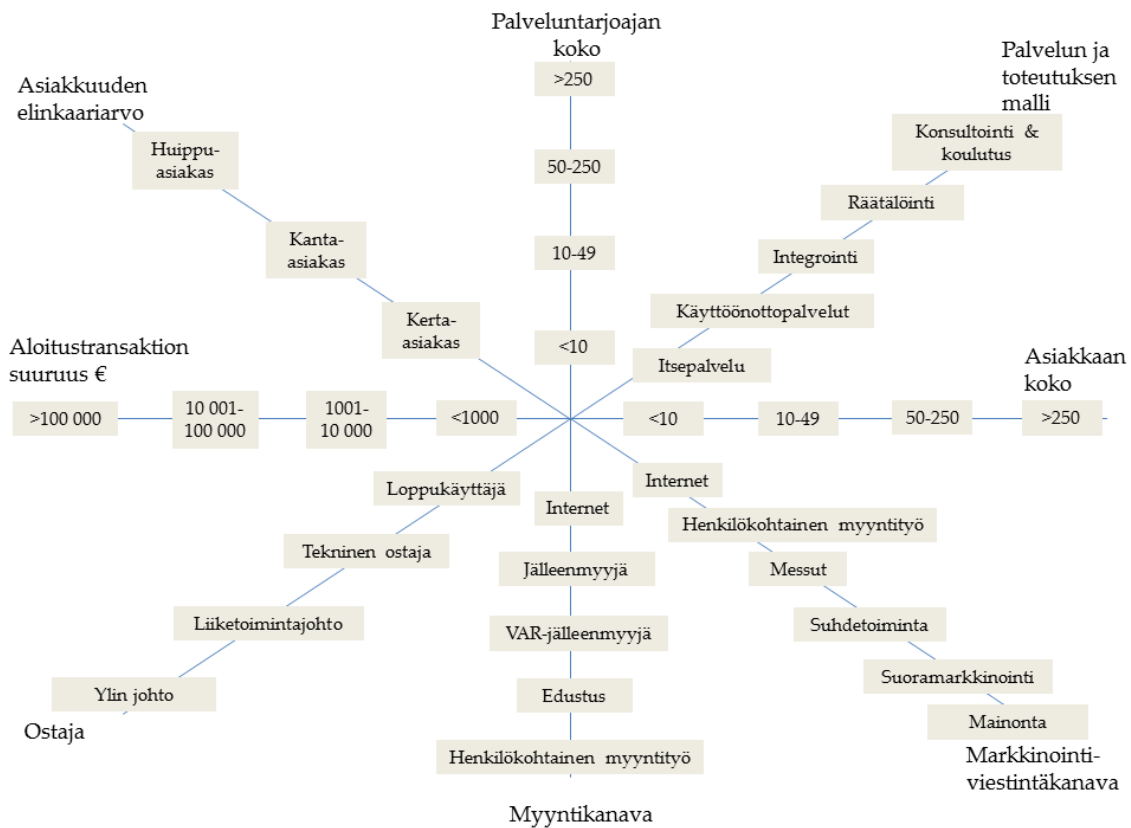 Palveluntarjoajan
koko
>250
50-250
10-49
<10
Palvelun ja
toteutuksen
malli
Konsultointi &
koulutus
Räätälöinti
Integrointi
Käyttöönottopalvelut
Itsepalvelu
Asiakkuuden
elinkaariarvo
Huippu-
asiakas
Kanta-
asiakas
Kerta-
asiakas
Aloitustransaktion
suuruus €
>100 000
10 001-
100 000
1001-
10 000
<1000
Asiakkaan
koko
<10
10-49
50-250
>250
Loppukäyttäjä
Tekninen ostaja
Liiketoimintajohto
Ylin johto
Ostaja
Internet
Jälleenmyyjä
VAR-jälleenmyyjä
Edustus
Henkilökohtainen myyntityö
Myyntikanava
Internet
Henkilökohtainen myyntityö
Messut
Suhdetoiminta
Suoramarkkinointi
Mainonta
Markkinointi-
viestintäkanava